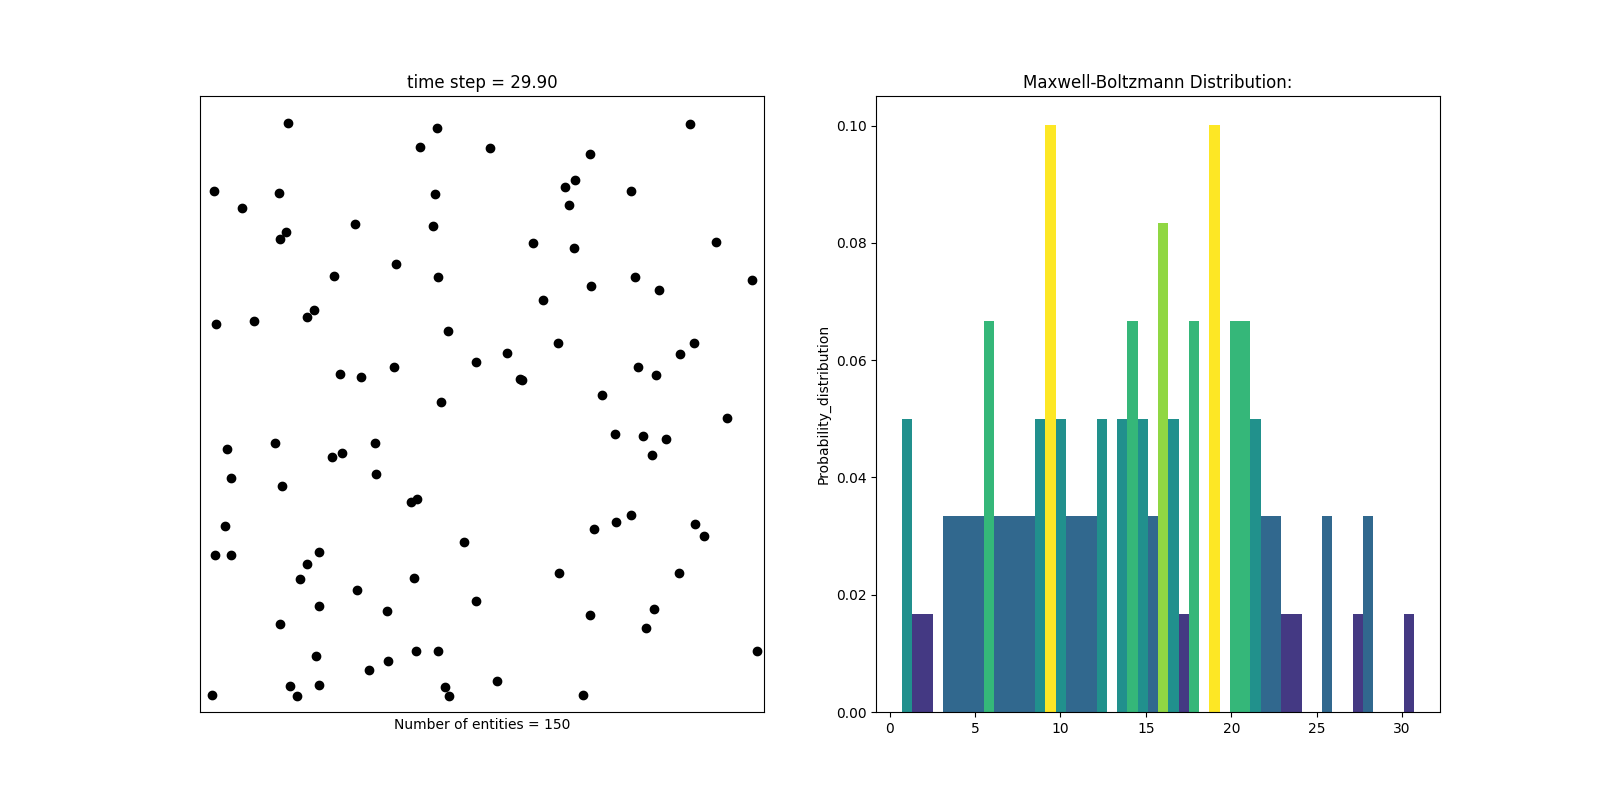 time step = 29.90
Number of entities = 150
Maxwell-Boltzmann Distribution:
Probability_distribution
0.10
0.08
0.06
0.04
0.02
0.00
0 5 10 15 20 25 30